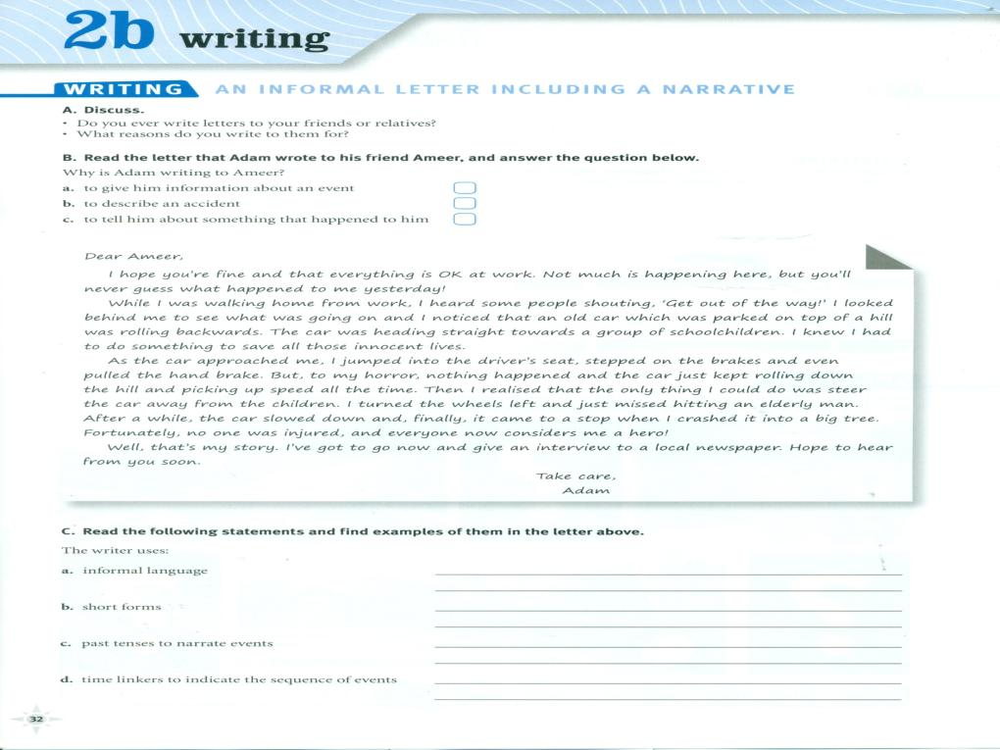 2b writing
WRITING AN INFORMAL LETTER INCLUDING A NARRATIVE
A. Discuss.
• Do you ever write letters to your friends or relatives?
• What reasons do you write to them for?
B. Read the letter that Adam wrote to his friend Ameer, and answer the question below.
Why is Adam writing to Ameer?
a. to give him information about an event
b. to describe an accident
c. to tell him about something that happened to him
Dear Ameer,
I hope you're fine and that everything is OK at work. Not much is happening here, but you'll
never guess what happened to me yesterday!
While I was walking home from work, I heard some people shouting, 'Get out of the way!' I looked
behind me to see what was going on and I noticed that an old car which was parked on top of a hill
was rolling backwards. The car was heading straight towards a group of schoolchildren. I knew I had
to do something to save all those innocent lives.
As the car approached me, I jumped into the driver's seat, stepped on the brakes and even
pulled the hand brake. But, to my horror, nothing happened and the car just kept rolling down
the hill and picking up speed all the time. Then I realised that the only thing I could do was steer
the car away from the children. I turned the wheels left and just missed hitting an elderly man.
After a while, the car slowed down and, finally, it came to a stop when I crashed it into a big tree.
Fortunately, no one was injured, and everyone now considers me a hero!
Well, that's my story. I've got to go now and give an interview to a local newspaper. Hope to hear
from you soon.
Take care,
Adam
C. Read the following statements and find examples of them in the letter above.
The writer uses:
a. informal language
b. short forms
c. past tenses to narrate events
d. time linkers to indicate the sequence of events
32